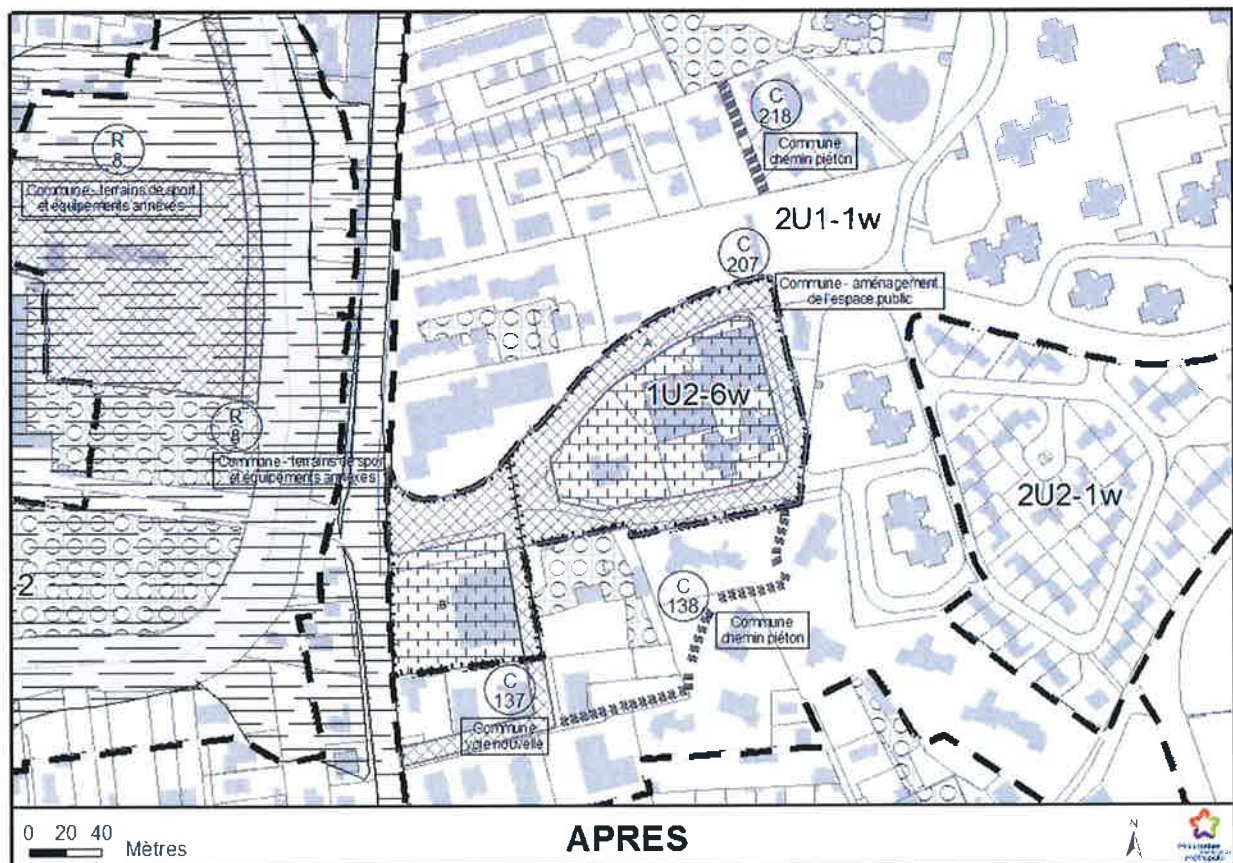 C
218
Commune
chemin piéton
R
8
Commune - terrains de sport
et équipements annexes
2U1-1w
C
207
Commune - aménagement
de l'espace public
A
1U2-6w
R
8
Commune - terrains de sport
et équipements annexes
2U2-1w
-2
B
C
138
Commune
chemin piéton
C
137
Commune
voie nouvelle
0 20 40
Mètres
APRES
N
métropole